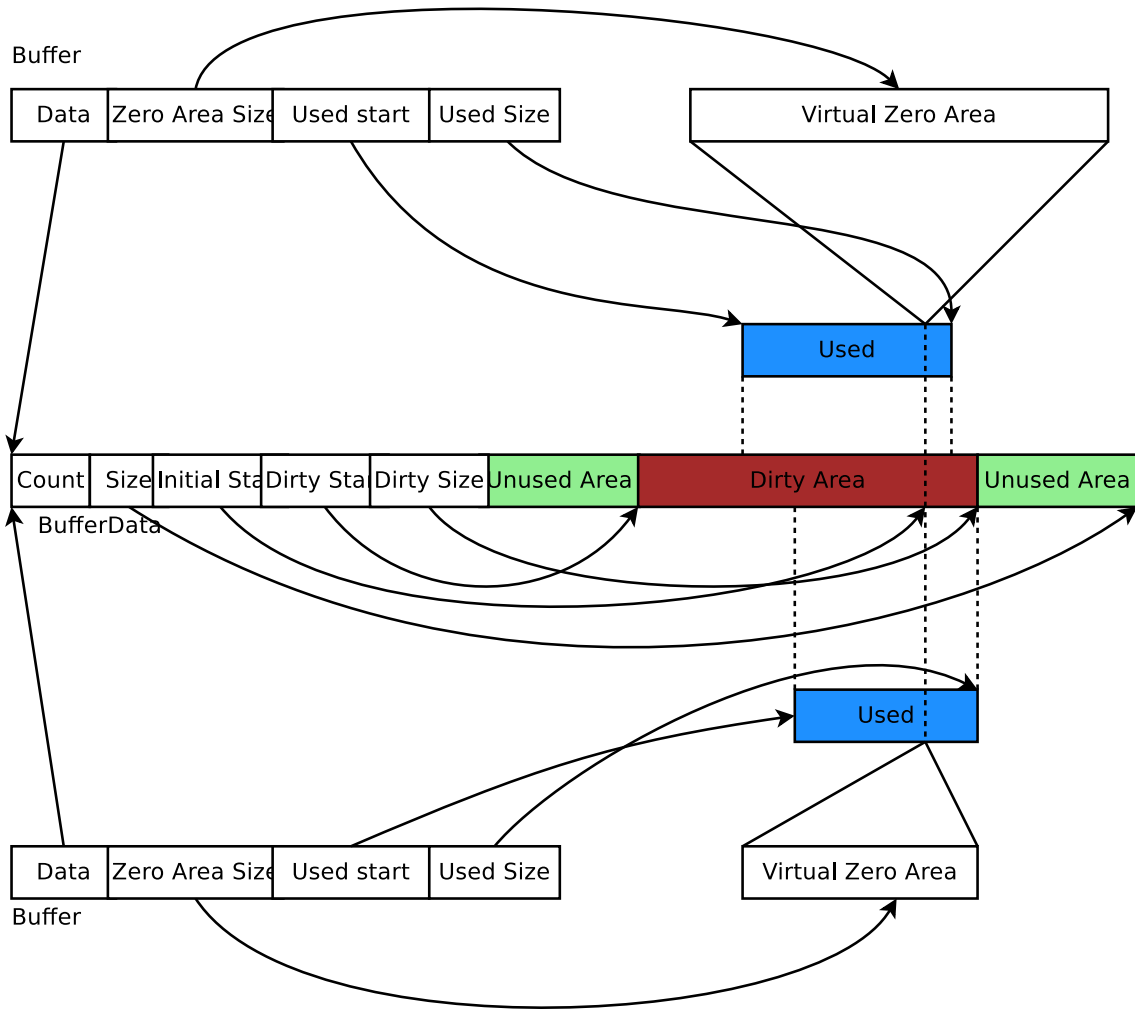 Buffer
Data Zero Area Size Used start Used Size Virtual Zero Area
Used
Count Size Initial Sta Dirty Star Dirty Size Unused Area Dirty Area Unused Area
BufferData
Used
Data Zero Area Size Used start Used Size Virtual Zero Area
Buffer